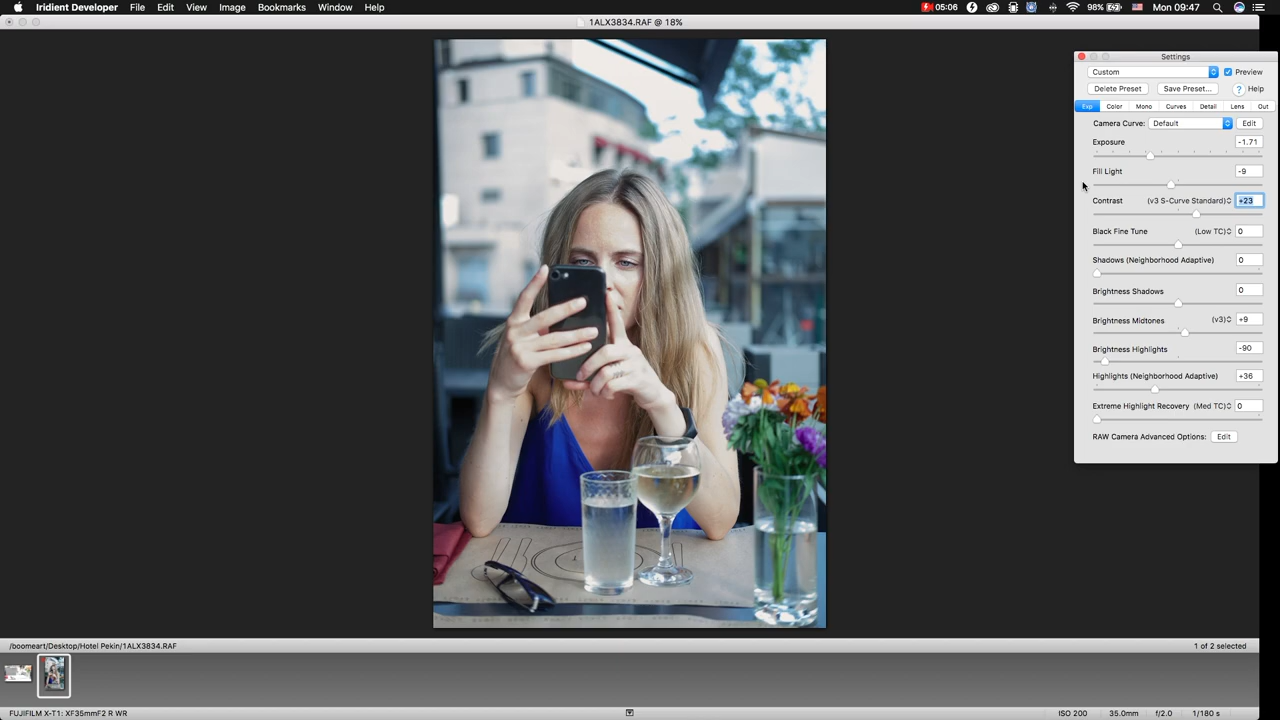 Iridient Developer File Edit View Image Bookmarks Window Help 05:06 98% Mon 09:47
1ALX3834.RAF @ 18%
Settings
Custom Preview
Delete Preset Save Preset... ? Help
Exp Color Mono Curves Detail Lens Out
Camera Curve: Default Edit
Exposure -1.71
Fill Light -9
Contrast (v3 S-Curve Standard) +23
Black Fine Tune (Low TC) 0
Shadows (Neighborhood Adaptive) 0
Brightness Shadows 0
Brightness Midtones (v3) +9
Brightness Highlights -90
Highlights (Neighborhood Adaptive) +36
Extreme Highlight Recovery (Med TC) 0
RAW Camera Advanced Options: Edit
/boomeart/Desktop/Hotel Pekin/1ALX3834.RAF 1 of 2 selected
FUJIFILM X-T1: XF35mmF2 R WR ISO 200 35.0mm f/2.0 1/180 s